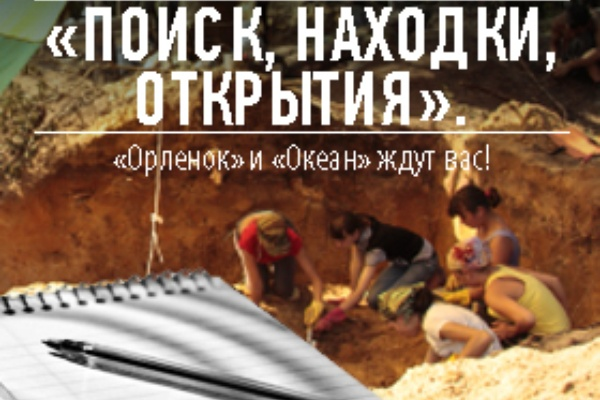 «ПОИСК, НАХОДКИ,
ОТКРЫТИЯ».
«Орленок» и «Океан» ждут вас!